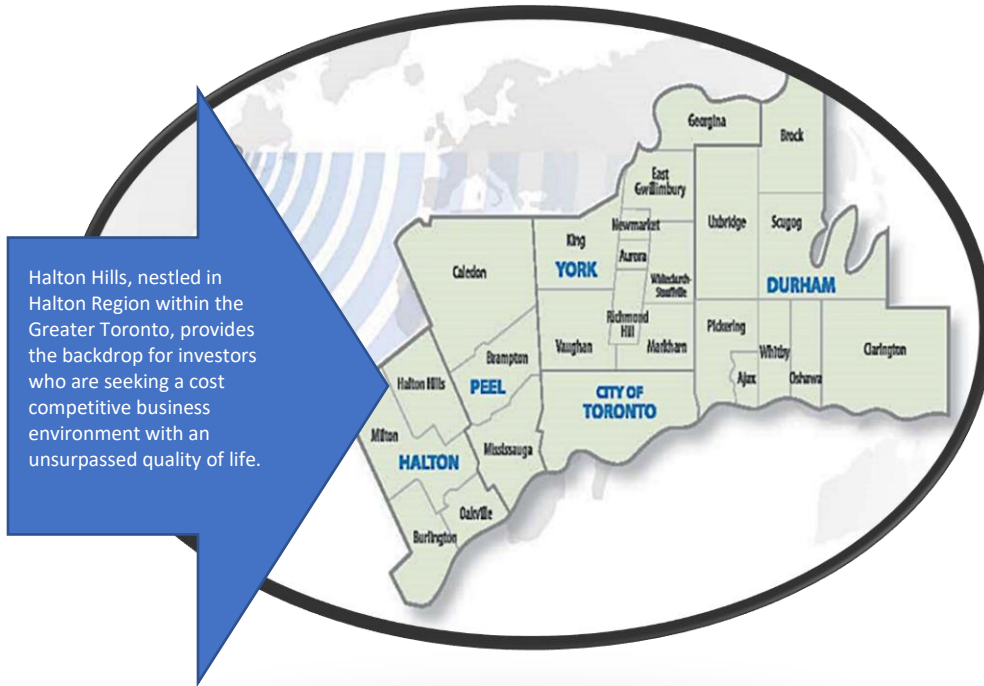 Halton Hills, nestled in
Halton Region within the
Greater Toronto, provides
the backdrop for investors
who are seeking a cost
competitive business
environment with an
unsurpassed quality of life.
Georgina
Brock
East
Gwillimbury
Newmarket
Uxbridge
Scugog
King
YORK
Aurora
Caledon
Whitchurch-
Stouffville
DURHAM
Richmond
Hill
Pickering
Vaughan
Markham
Whitby
Clarington
Brampton
Ajax
Oshawa
Halton Hills
PEEL
CITY OF
TORONTO
Milton
Mississauga
HALTON
Oakville
Burlington